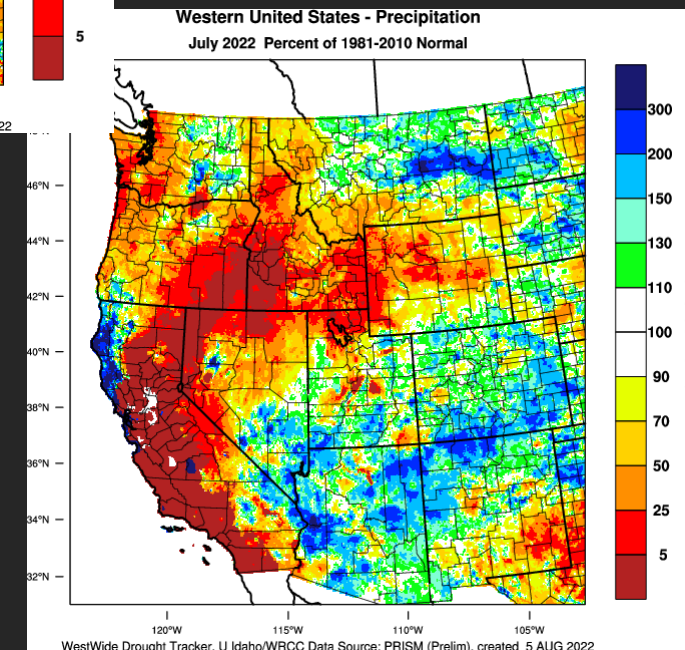 5
22
Western United States - Precipitation
July 2022 Percent of 1981-2010 Normal
300
200
150
130
110
100
90
70
50
25
5
46°N
44°N
42°N
40°N
38°N
36°N
34°N
32°N
120°W 115°W 110°W 105°W
WestWide Drought Tracker, U Idaho/WRCC Data Source: PRISM (Prelim), created 5 AUG 2022